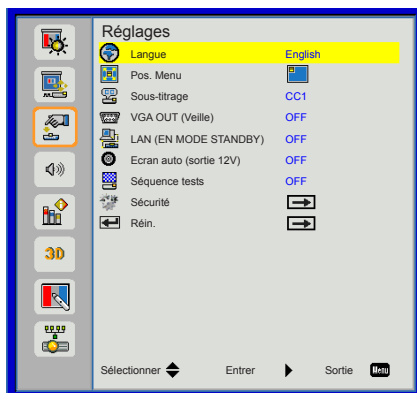 Réglages
Langue English
Pos. Menu
Sous-titrage CC1
VGA OUT (Veille) OFF
LAN (EN MODE STANDBY) OFF
Ecran auto (sortie 12V) OFF
Séquence tests OFF
Sécurité
Réin.
3D
Sélectionner Entrer Sortie Menu